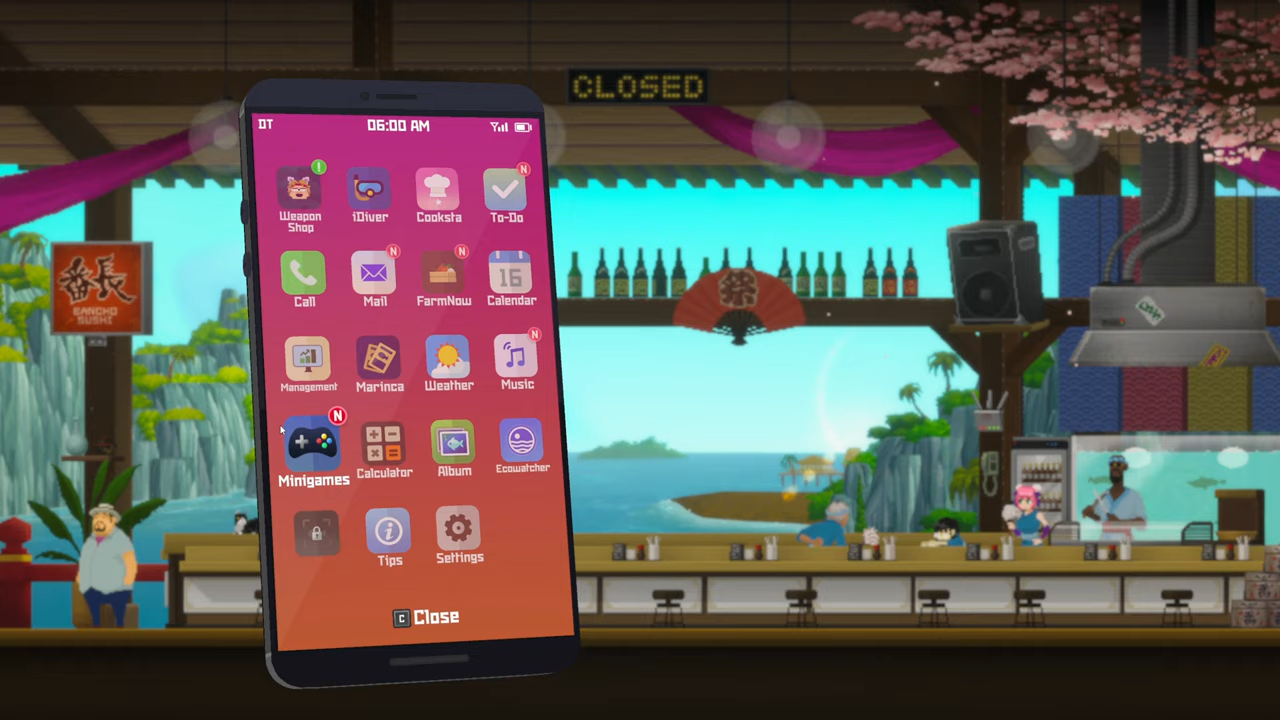 CLOSED
DT 06:00 AM
!
N
Weapon
Shop
iDiver
Cooksta
To-Do
N
N
16
Call
Mail
FarmNow
Calendar
N
Management
Marinca
Weather
Music
N
Minigames
Calculator
Album
Ecowatcher
Tips
Settings
C Close
番長
BANCHO
SUSHI
祭